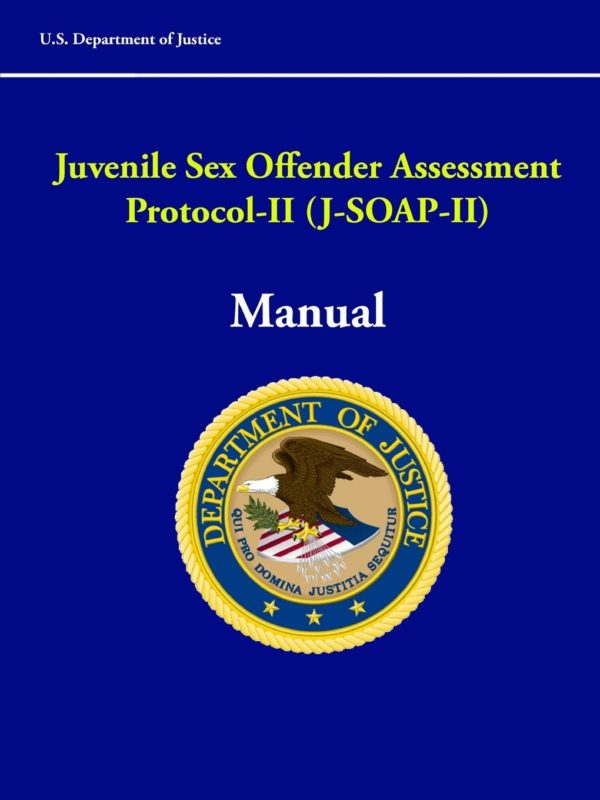 U.S. Department of Justice
Juvenile Sex Offender Assessment
Protocol-II (J-SOAP-II)
Manual
DEPARTMENT OF JUSTICE
QUI PRO DOMINA JUSTITIA SEQUITUR